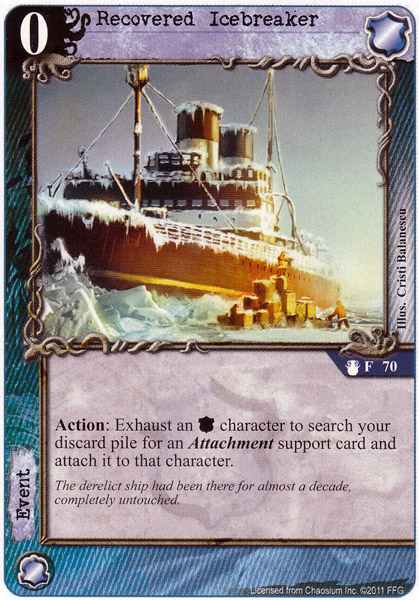 0
Recovered Icebreaker
Illus. Cristi Balanescu
F 70
Action: Exhaust an character to search your
discard pile for an Attachment support card and
attach it to that character.
The derelict ship had been there for almost a decade,
completely untouched.
Event
Licensed from Chaosium Inc. ©2011 FFG